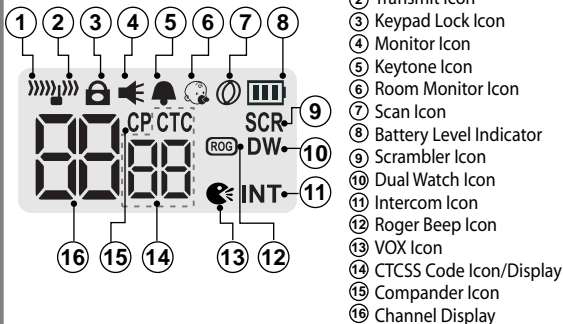 1 2 3 4 5 6 7 8
CP CTC SCR
ROG DW
INT
88 88
9
10
11
16 15 14 13 12
2 Transmit Icon
3 Keypad Lock Icon
4 Monitor Icon
5 Keytone Icon
6 Room Monitor Icon
7 Scan Icon
8 Battery Level Indicator
9 Scrambler Icon
10 Dual Watch Icon
11 Intercom Icon
12 Roger Beep Icon
13 VOX Icon
14 CTCSS Code Icon/Display
15 Compander Icon
16 Channel Display